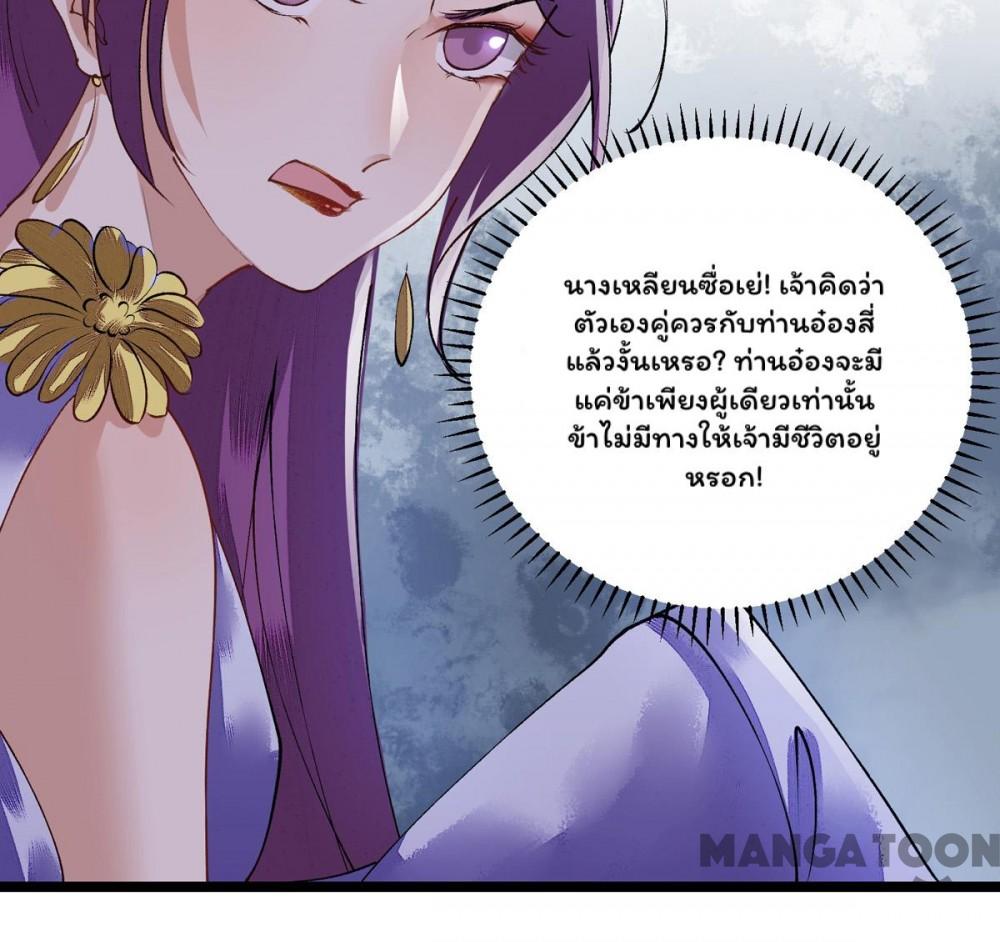 นางเหลียนซื่อเย่! เจ้าคิดว่า
ตัวเองคู่ควรกับท่านอ๋องสี่
แล้วงั้นเหรอ? ท่านอ๋องจะมี
แค่ข้าเพียงผู้เดียวเท่านั้น
ข้าไม่มีทางให้เจ้ามีชีวิตอยู่
หรอก!
MANGATOON